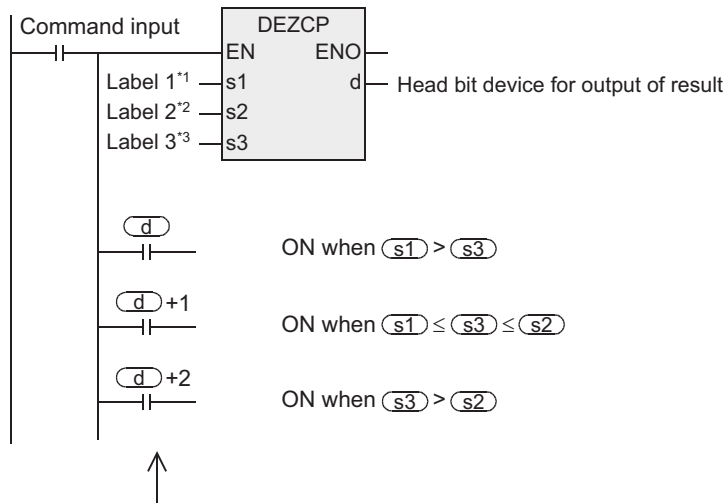 Command input
DEZCP
EN ENO
Label 1*1 s1 d Head bit device for output of result
Label 2*2 s2
Label 3*3 s3
d
ON when s1 > s3
d +1
ON when s1 ≤ s3 ≤ s2
d +2
ON when s3 > s2